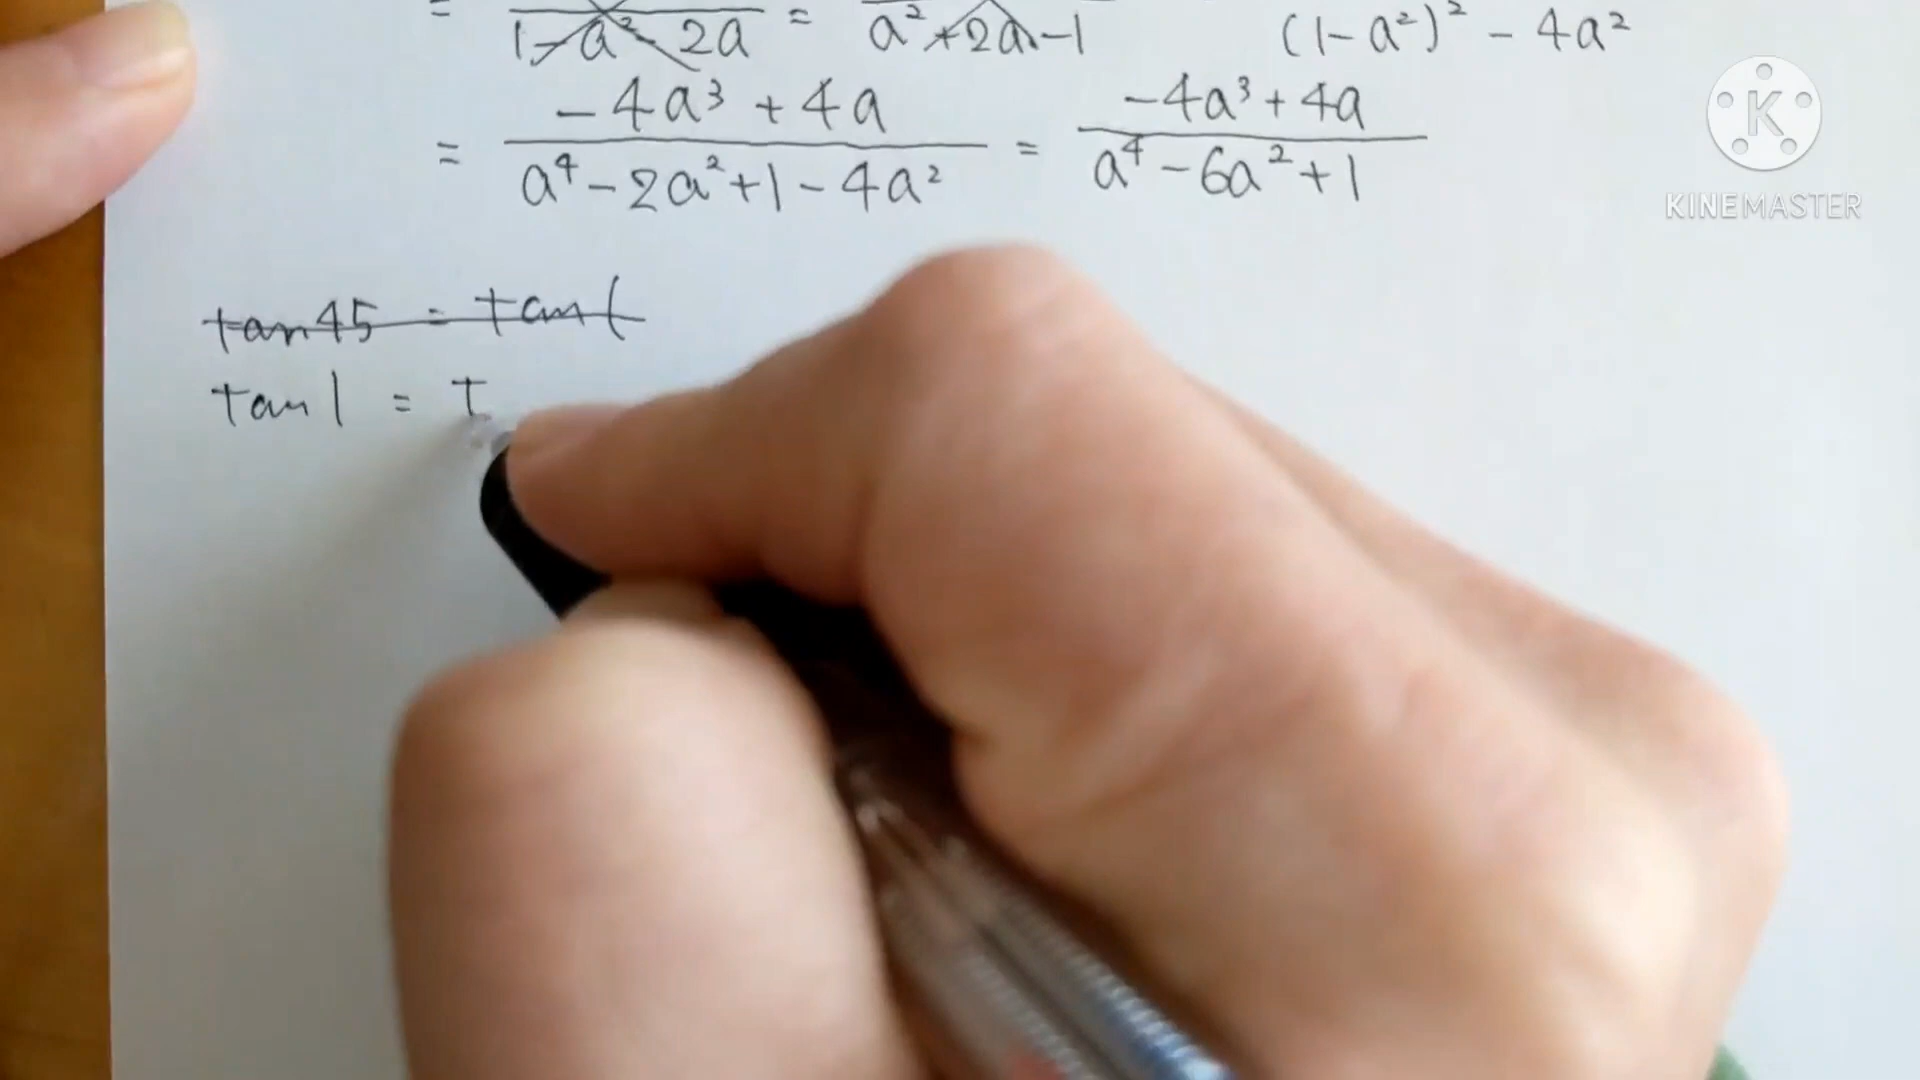 = 1-a²-2a = a²+2a-1 (1-a²)²-4a²
= -4a³+4a / a⁴-2a²+1-4a² = -4a³+4a / a⁴-6a²+1
tan45 = tan(
tan1 = t
KINEMASTER